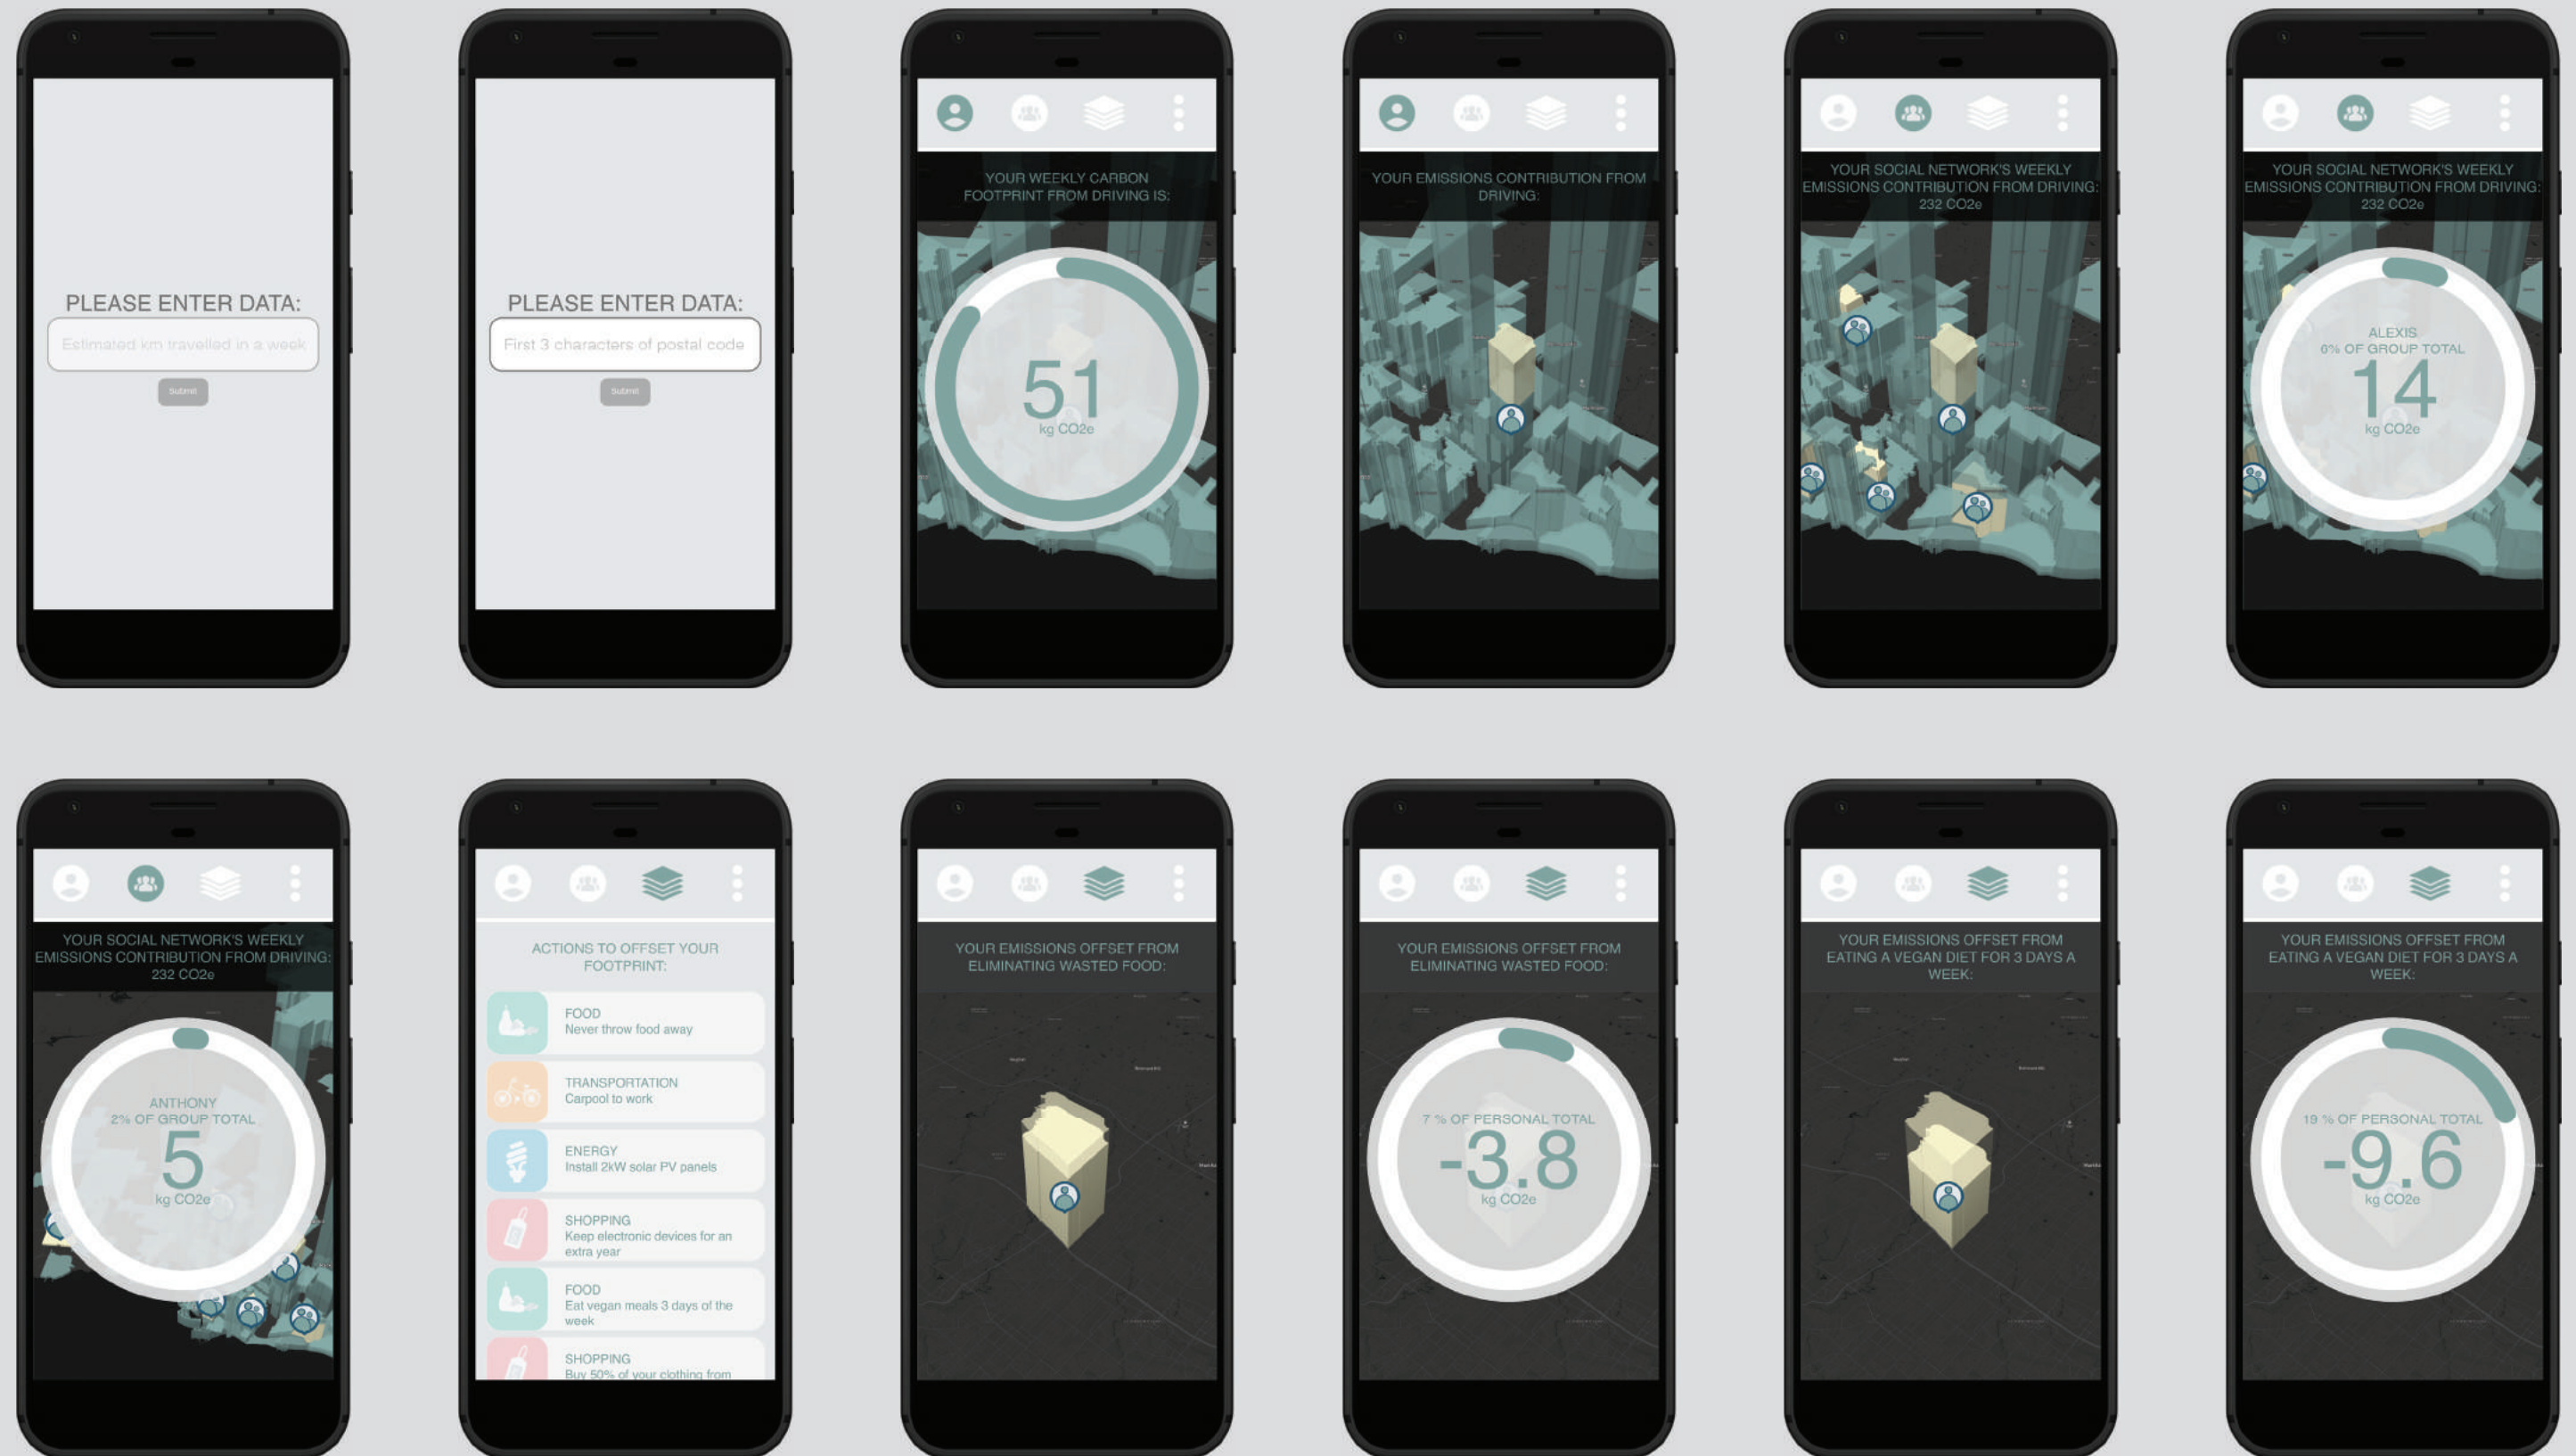 PLEASE ENTER DATA:
Estimated km travelled in a week
Submit
PLEASE ENTER DATA:
First 3 characters of postal code
Submit
YOUR WEEKLY CARBON
FOOTPRINT FROM DRIVING IS:
51
kg CO2e
YOUR EMISSIONS CONTRIBUTION FROM
DRIVING:
YOUR SOCIAL NETWORK'S WEEKLY
EMISSIONS CONTRIBUTION FROM DRIVING:
232 CO2e
YOUR SOCIAL NETWORK'S WEEKLY
EMISSIONS CONTRIBUTION FROM DRIVING:
232 CO2e
ALEXIS
6% OF GROUP TOTAL
14
kg CO2e
YOUR SOCIAL NETWORK'S WEEKLY
EMISSIONS CONTRIBUTION FROM DRIVING:
232 CO2e
ANTHONY
2% OF GROUP TOTAL
5
kg CO2e
ACTIONS TO OFFSET YOUR
FOOTPRINT:
FOOD
Never throw food away
TRANSPORTATION
Carpool to work
ENERGY
Install 2kW solar PV panels
SHOPPING
Keep electronic devices for an
extra year
FOOD
Eat vegan meals 3 days of the
week
SHOPPING
Buy 50% of your clothing from
YOUR EMISSIONS OFFSET FROM
ELIMINATING WASTED FOOD:
YOUR EMISSIONS OFFSET FROM
ELIMINATING WASTED FOOD:
7 % OF PERSONAL TOTAL
-3.8
kg CO2e
YOUR EMISSIONS OFFSET FROM
EATING A VEGAN DIET FOR 3 DAYS A
WEEK:
YOUR EMISSIONS OFFSET FROM
EATING A VEGAN DIET FOR 3 DAYS A
WEEK:
19 % OF PERSONAL TOTAL
-9.6
kg CO2e